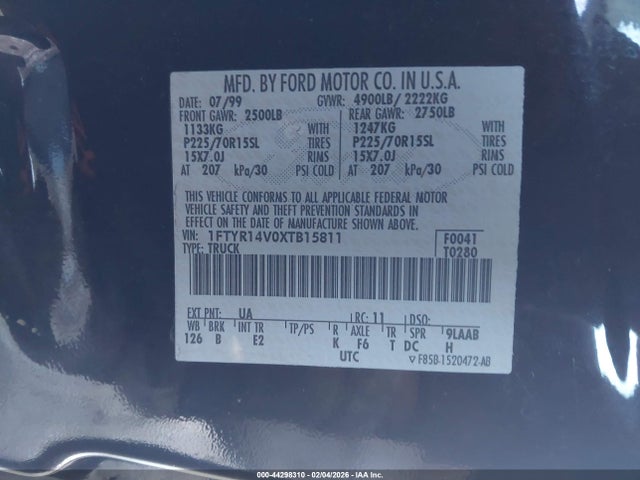 MFD. BY FORD MOTOR CO. IN U.S.A.
DATE: 07/99 GVWR: 4900LB/ 2222KG
FRONT GAWR: 2500LB REAR GAWR: 2750LB
1133KG WITH 1247KG WITH
P225/70R15SL TIRES P225/70R15SL TIRES
15X7.0J RIMS 15X7.0J RIMS
AT 207 kPa/30 PSI COLD AT 207 kPa/30 PSI COLD
THIS VEHICLE CONFORMS TO ALL APPLICABLE FEDERAL MOTOR
VEHICLE SAFETY AND THEFT PREVENTION STANDARDS IN
EFFECT ON THE DATE OF MANUFACTURE SHOWN ABOVE.
VIN: 1FTYR14V0XTB15811 F0041
TYPE: TRUCK T0280
EXT PNT: UA RC: 11 DSO:
WB BRK INT TR TP/PS R AXLE TR SPR 9LAAB
126 B E2 K F6 T DC H
UTC F85B-1520472-AB
000-44298310 - 02/04/2026 - IAA Inc.